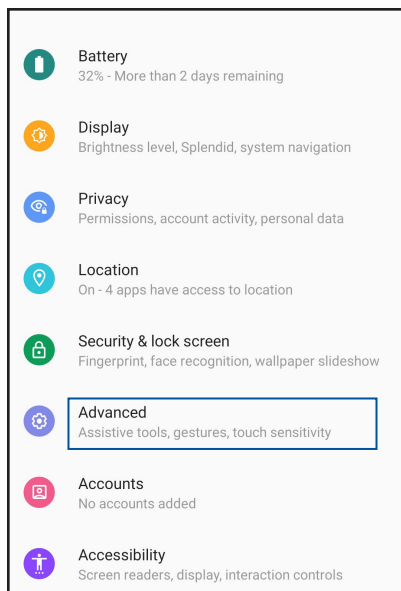 Battery
32% - More than 2 days remaining
Display
Brightness level, Splendid, system navigation
Privacy
Permissions, account activity, personal data
Location
On - 4 apps have access to location
Security & lock screen
Fingerprint, face recognition, wallpaper slideshow
Advanced
Assistive tools, gestures, touch sensitivity
Accounts
No accounts added
Accessibility
Screen readers, display, interaction controls